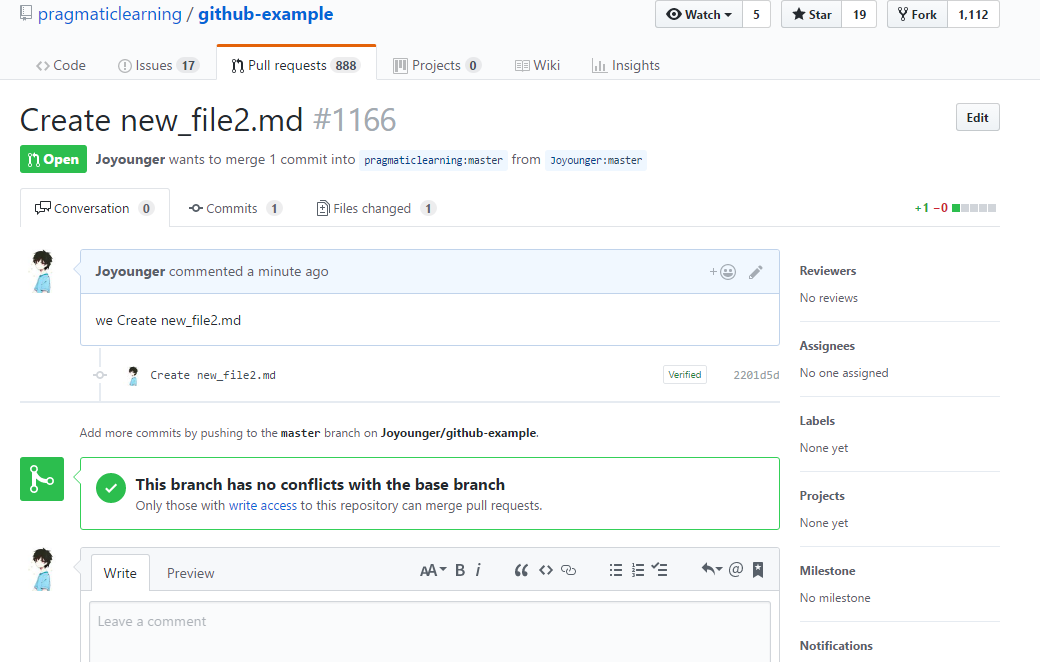 pragmaticlearning / github-example Watch 5 Star 19 Fork 1,112
Code Issues 17 Pull requests 888 Projects 0 Wiki Insights
Create new_file2.md #1166 Edit
Open Joyounger wants to merge 1 commit into pragmaticlearning:master from Joyounger:master
Conversation 0 Commits 1 Files changed 1 +1 −0
Joyounger commented a minute ago +
we Create new_file2.md
Create new_file2.md Verified 2201d5d
Add more commits by pushing to the master branch on Joyounger/github-example.
This branch has no conflicts with the base branch
Only those with write access to this repository can merge pull requests.
Write Preview AA B i “ <> @
Leave a comment
Reviewers
No reviews
Assignees
No one assigned
Labels
None yet
Projects
None yet
Milestone
No milestone
Notifications